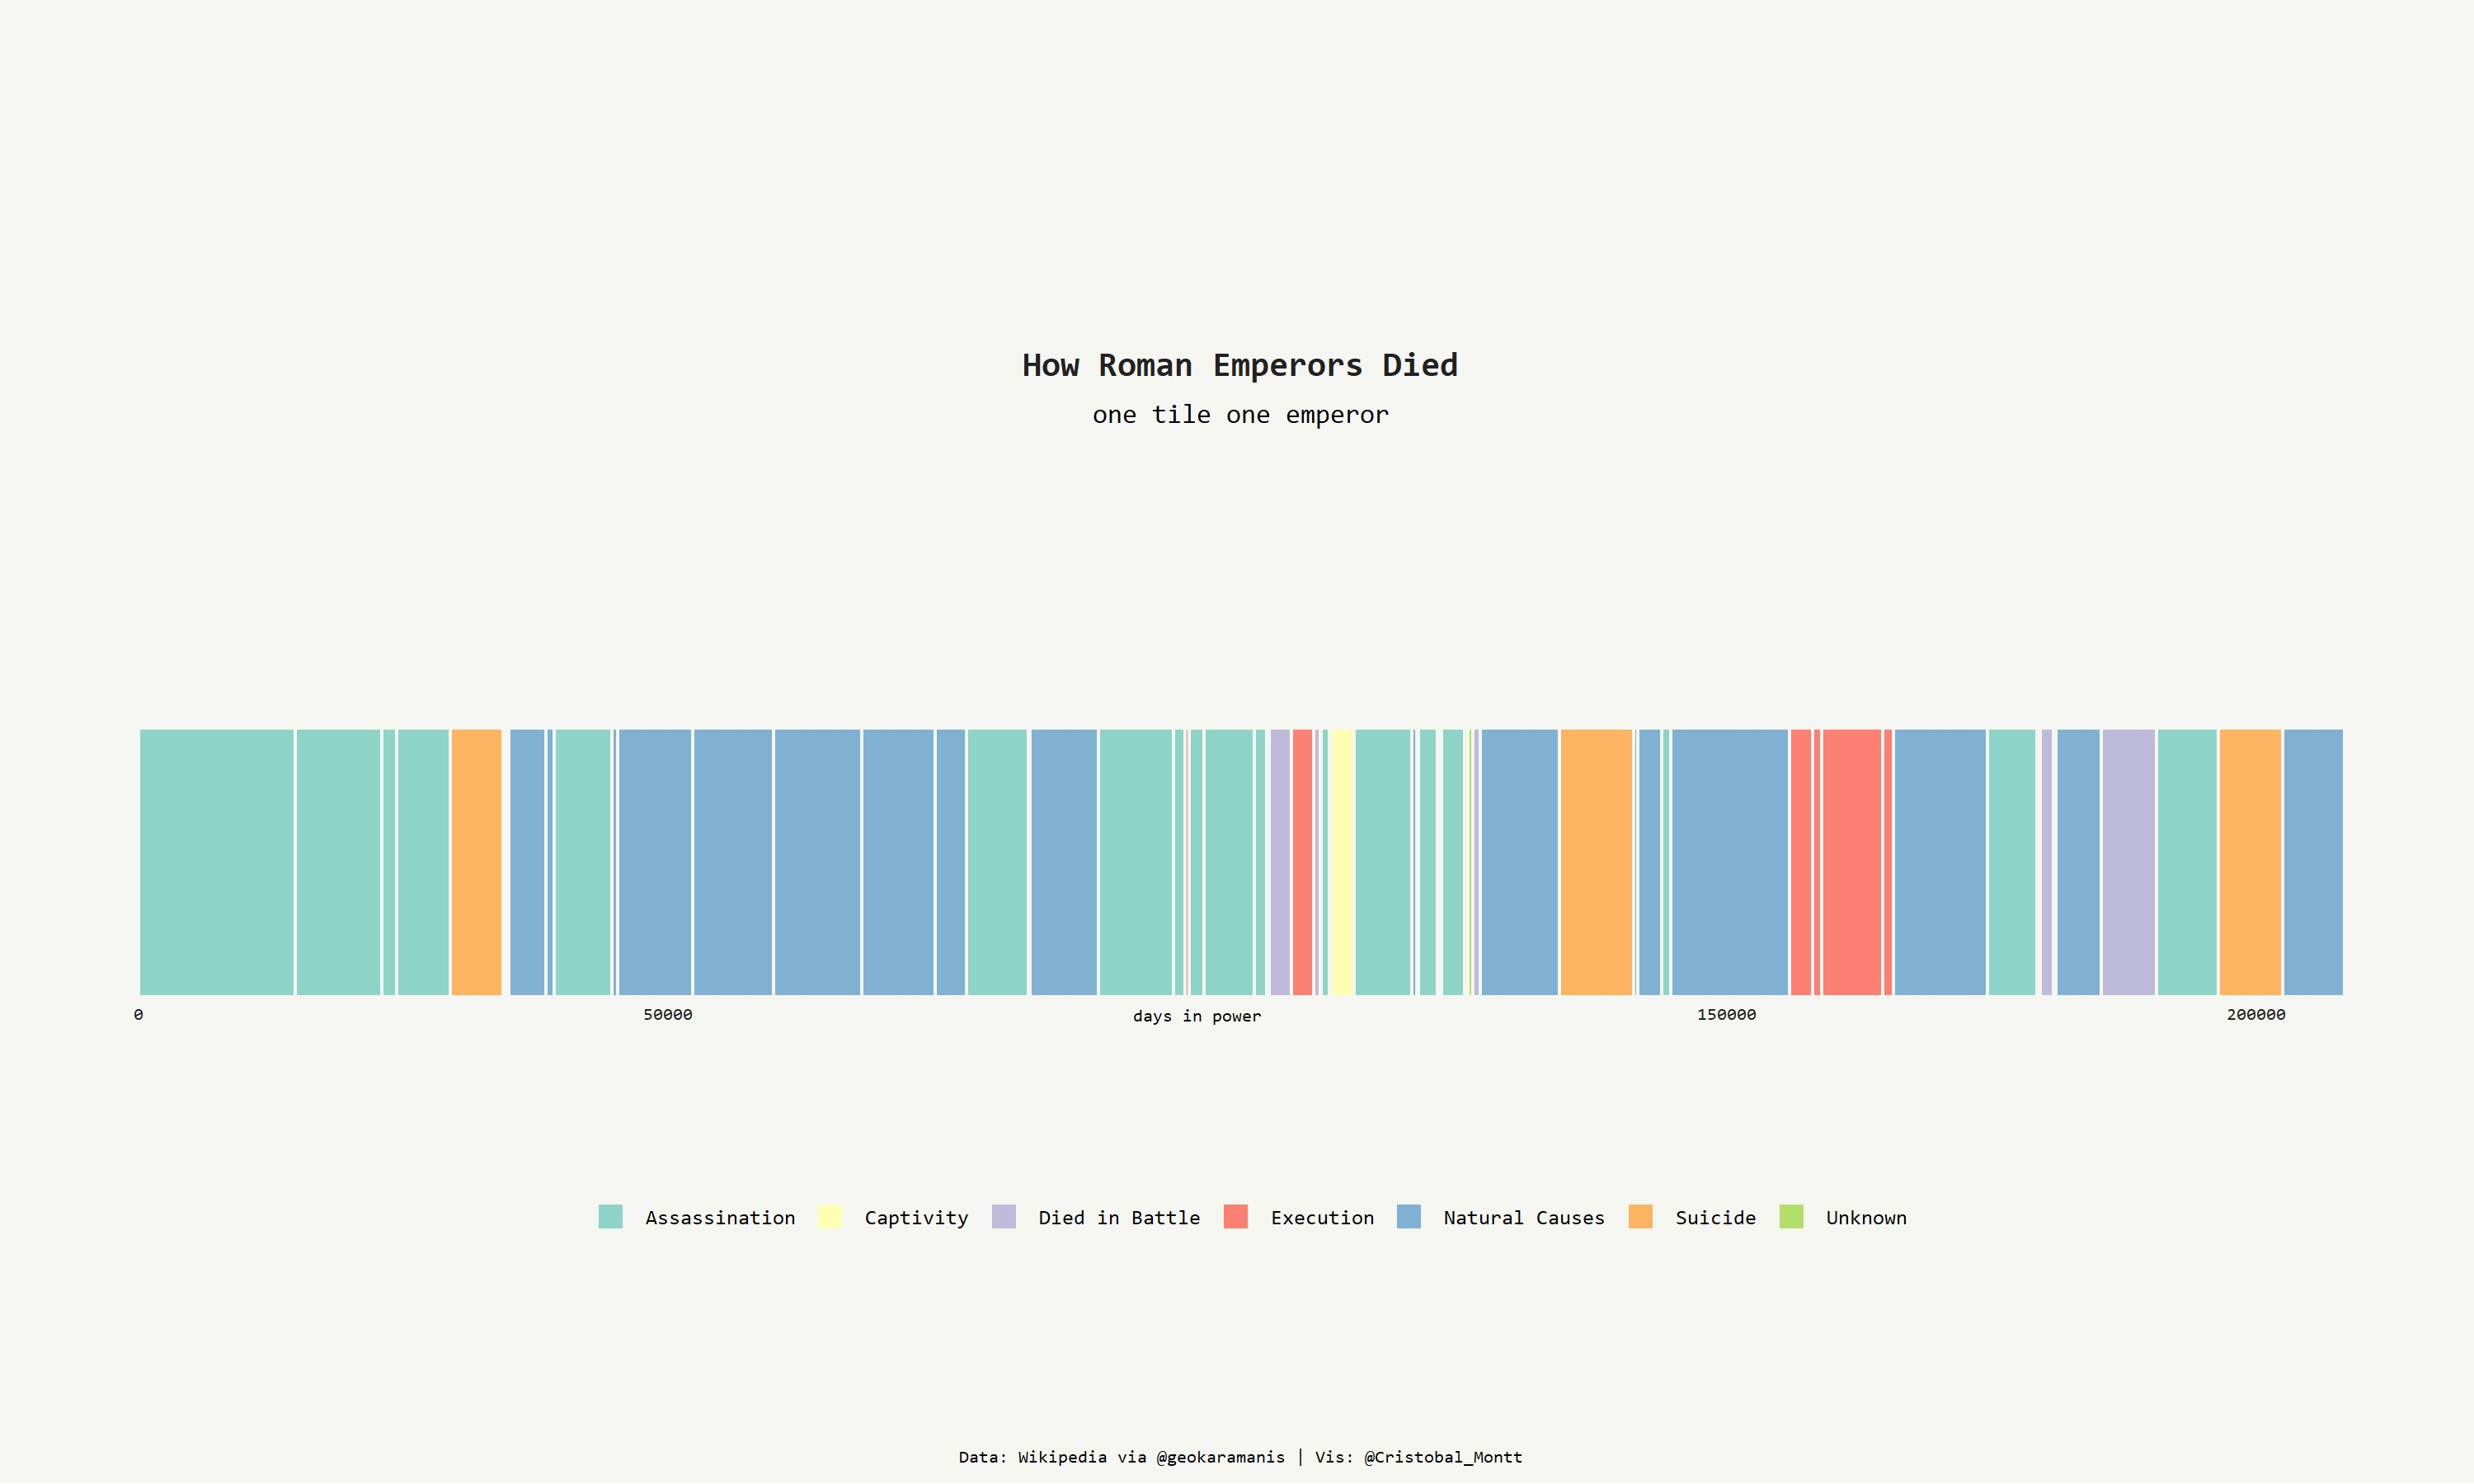 How Roman Emperors Died
one tile one emperor
0 50000 days in power 150000 200000
Assassination Captivity Died in Battle Execution Natural Causes Suicide Unknown
Data: Wikipedia via @geokaramanis | Vis: @Cristobal_Montt